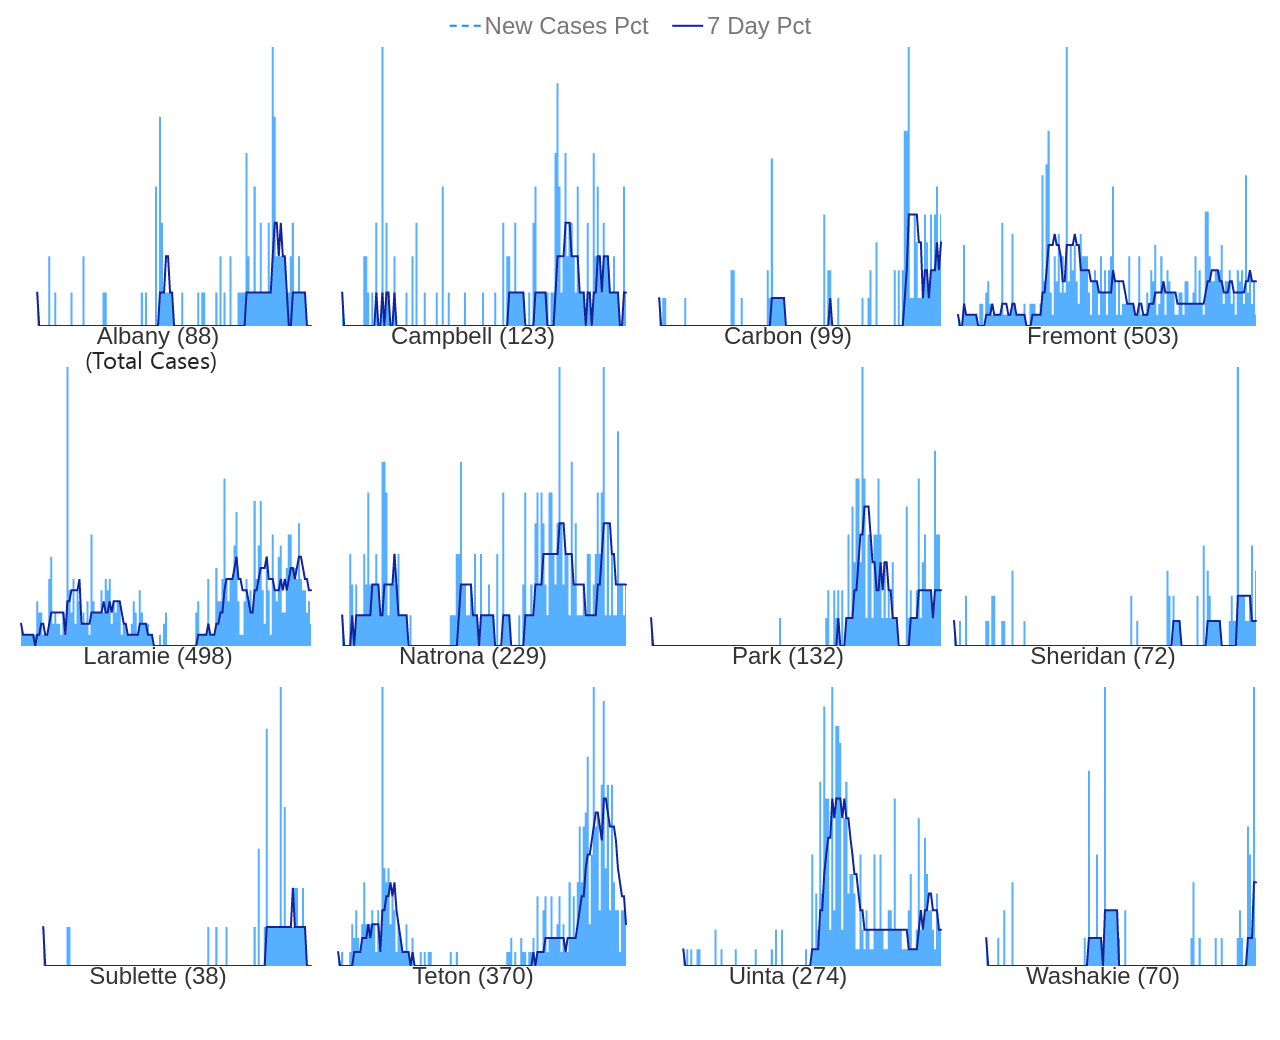 New Cases Pct 7 Day Pct
Albany (88) Campbell (123) Carbon (99) Fremont (503)
(Total Cases)
Laramie (498) Natrona (229) Park (132) Sheridan (72)
Sublette (38) Teton (370) Uinta (274) Washakie (70)